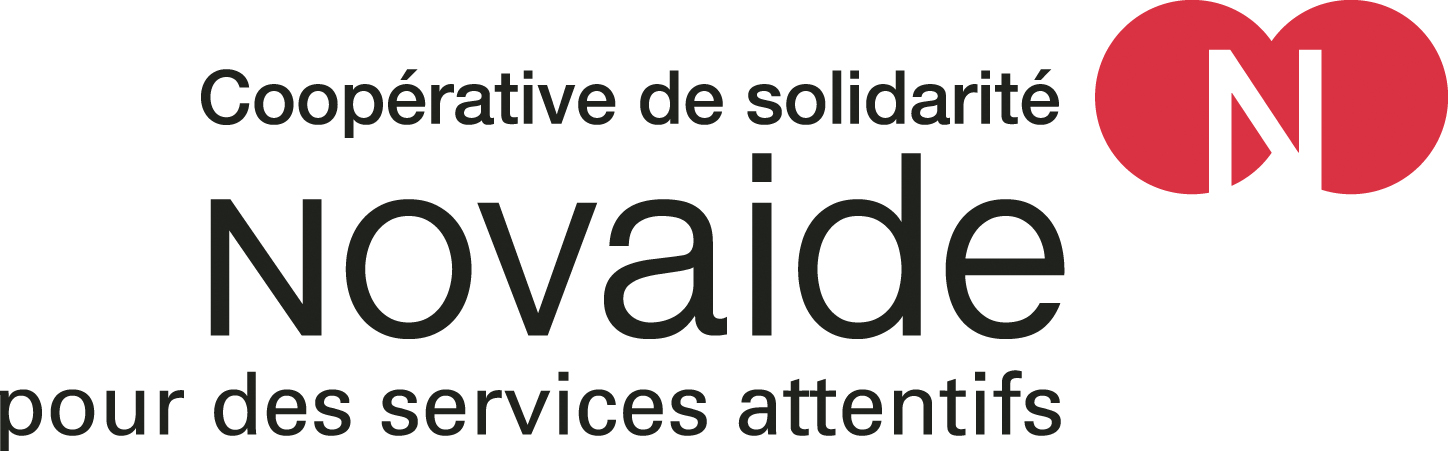 Coopérative de solidarité
N
Novaide
pour des services attentifs